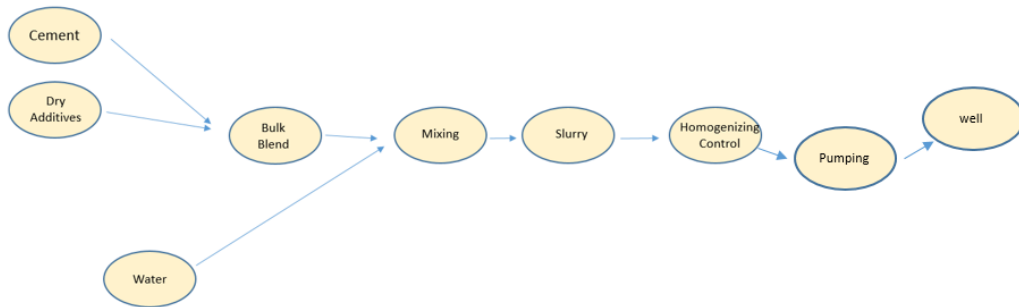 Cement
Dry
Additives
Bulk
Blend
Mixing
Slurry
Homogenizing
Control
Pumping
well
Water